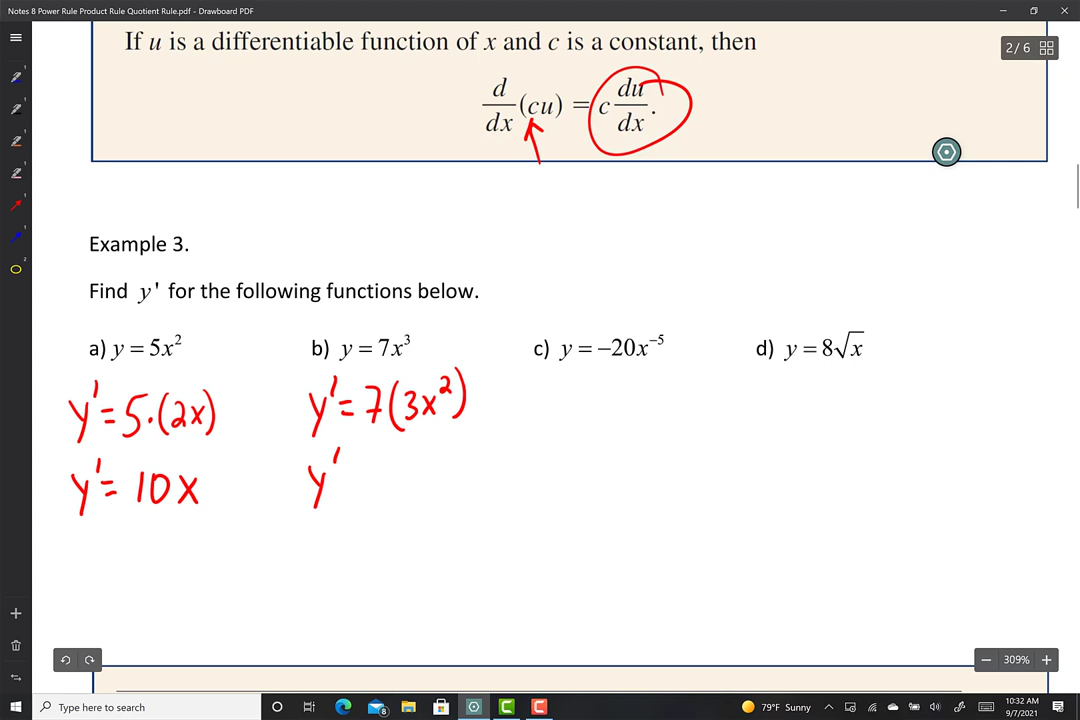 Notes 8 Power Rule Product Rule Quotient Rule.pdf - Drawboard PDF
If u is a differentiable function of x and c is a constant, then
d/dx (cu) = c du/dx.
2 / 6
Example 3.
Find y' for the following functions below.
a) y = 5x² b) y = 7x³ c) y = −20x⁻⁵ d) y = 8√x
y' = 5·(2x) y' = 7(3x²)
y' = 10x y'
309%
Type here to search
8
79°F Sunny
10:32 AM
9/7/2021